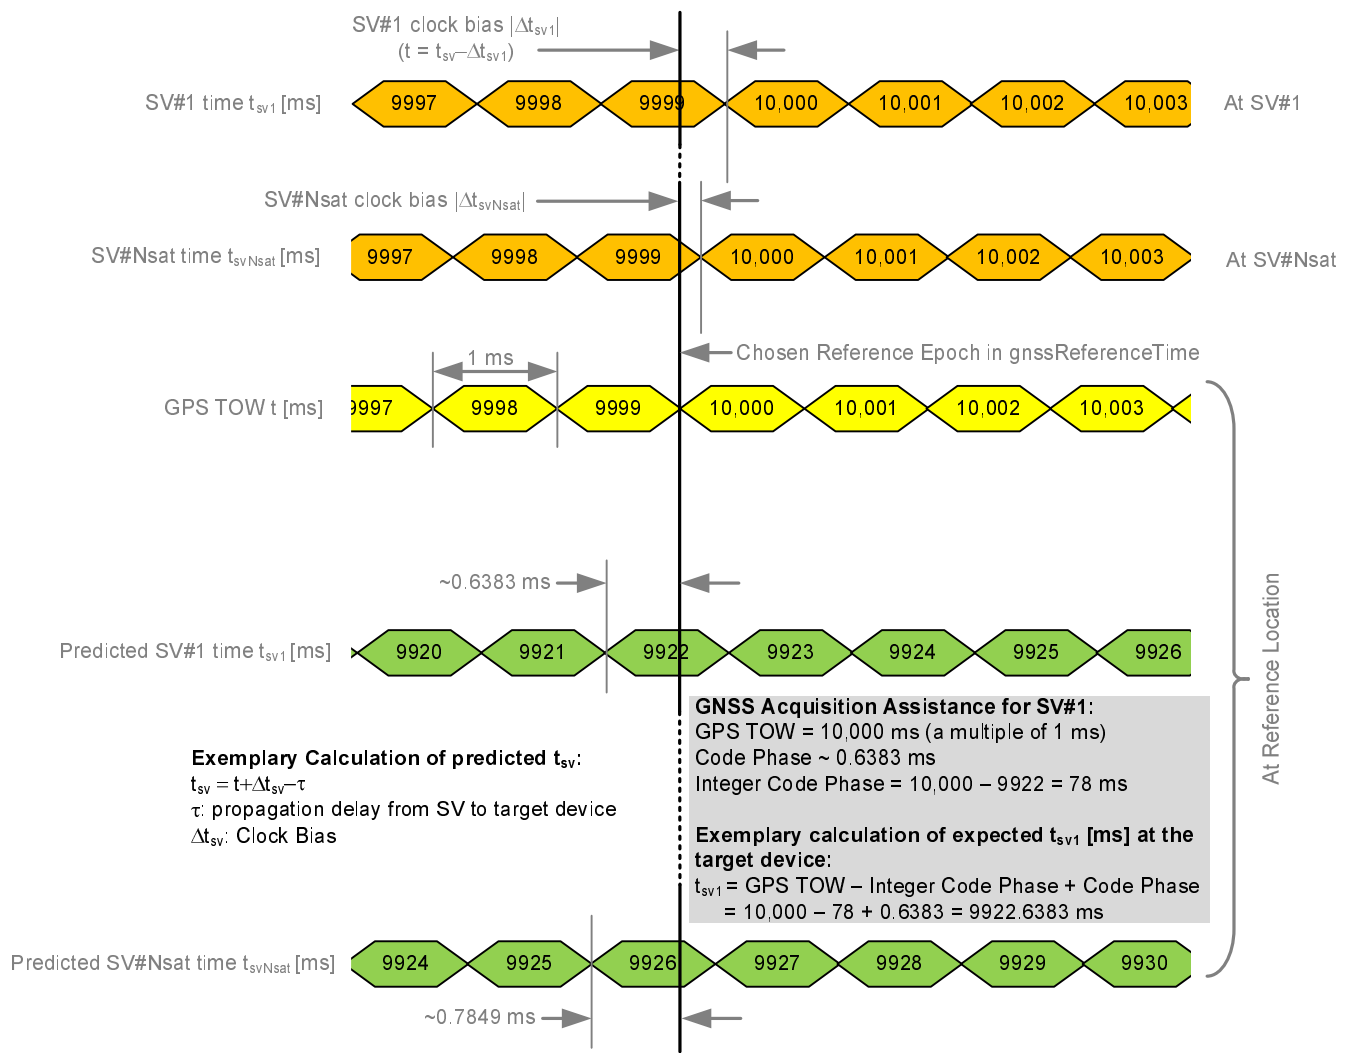 SV#1 clock bias |Δtsv1|
(t = tsv–Δtsv1)
SV#1 time tsv1 [ms]
9997 9998 9999 10,000 10,001 10,002 10,003
At SV#1
SV#Nsat clock bias |ΔtsvNsat|
SV#Nsat time tsvNsat [ms]
9997 9998 9999 10,000 10,001 10,002 10,003
At SV#Nsat
1 ms
Chosen Reference Epoch in gnssReferenceTime
GPS TOW t [ms]
9997 9998 9999 10,000 10,001 10,002 10,003
~0.6383 ms
Predicted SV#1 time tsv1 [ms]
9920 9921 9922 9923 9924 9925 9926
At Reference Location
Exemplary Calculation of predicted tsv:
tsv = t+Δtsv–τ
τ: propagation delay from SV to target device
Δtsv: Clock Bias
GNSS Acquisition Assistance for SV#1:
GPS TOW = 10,000 ms (a multiple of 1 ms)
Code Phase ~ 0.6383 ms
Integer Code Phase = 10,000 – 9922 = 78 ms
Exemplary calculation of expected tsv1 [ms] at the
target device:
tsv1 = GPS TOW – Integer Code Phase + Code Phase
= 10,000 – 78 + 0.6383 = 9922.6383 ms
Predicted SV#Nsat time tsvNsat [ms]
9924 9925 9926 9927 9928 9929 9930
~0.7849 ms